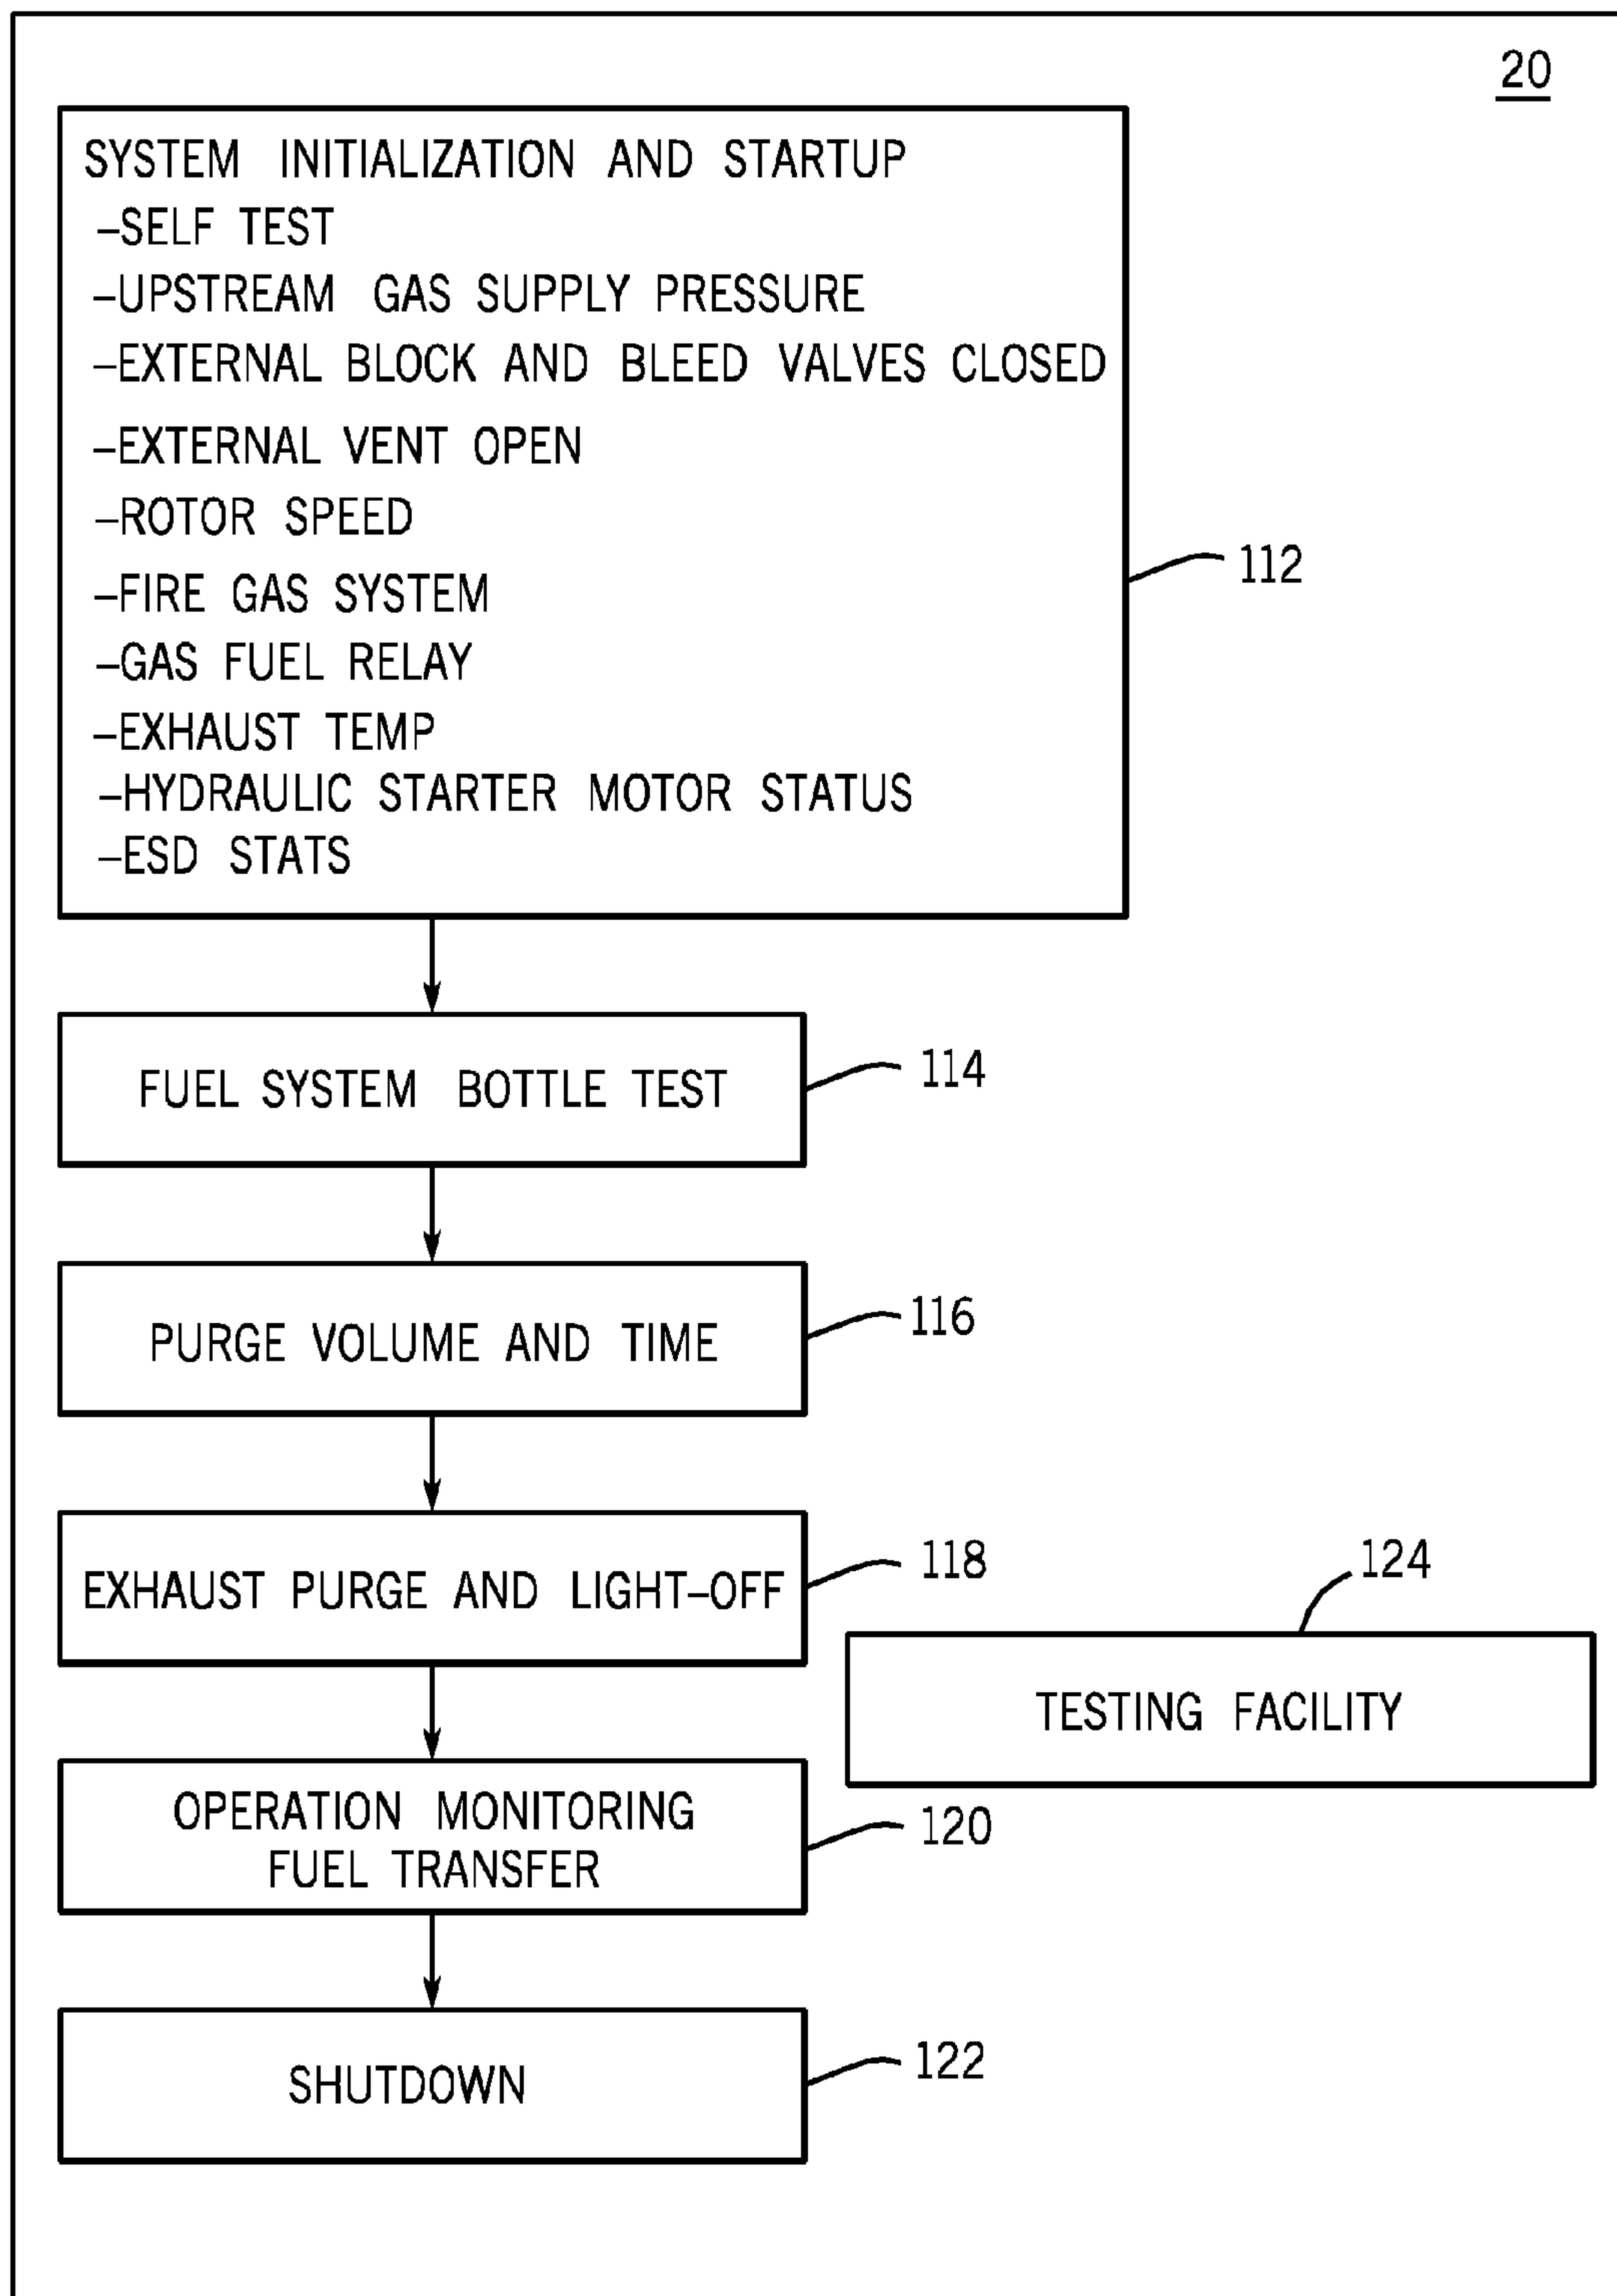 20
SYSTEM INITIALIZATION AND STARTUP
–SELF TEST
–UPSTREAM GAS SUPPLY PRESSURE
–EXTERNAL BLOCK AND BLEED VALVES CLOSED
–EXTERNAL VENT OPEN
–ROTOR SPEED
–FIRE GAS SYSTEM
–GAS FUEL RELAY
–EXHAUST TEMP
–HYDRAULIC STARTER MOTOR STATUS
–ESD STATS
112
FUEL SYSTEM BOTTLE TEST
114
PURGE VOLUME AND TIME
116
EXHAUST PURGE AND LIGHT–OFF
118
124
TESTING FACILITY
OPERATION MONITORING
FUEL TRANSFER
120
SHUTDOWN
122